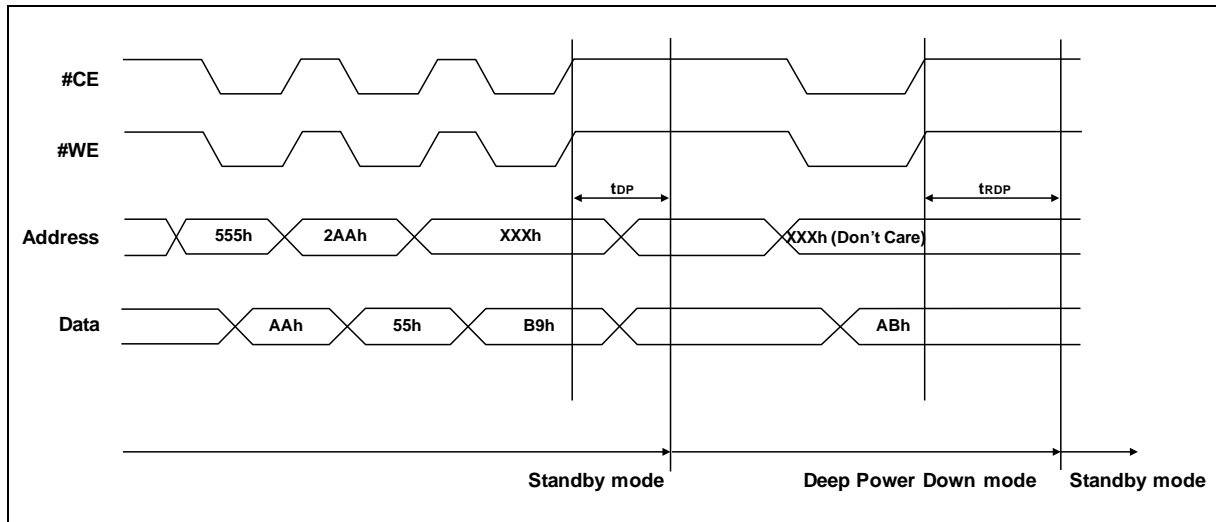 #CE
#WE
tDP
tRDP
Address
555h
2AAh
XXXh
XXXh (Don't Care)
Data
AAh
55h
B9h
ABh
Standby mode
Deep Power Down mode
Standby mode